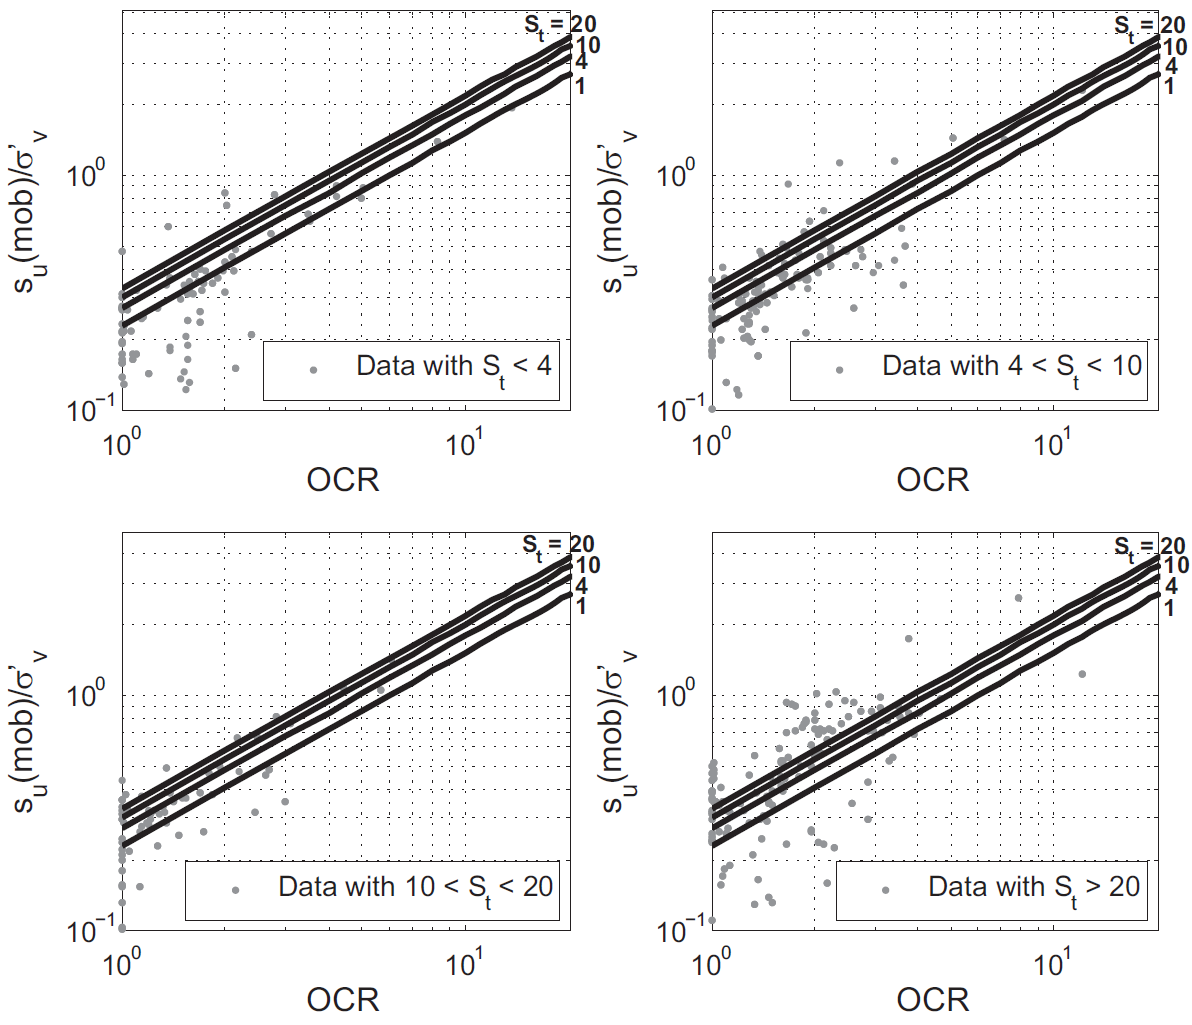 S_t = 20
10
4
1
s_u(mob)/σ'_v
10^0
10^−1
Data with S_t < 4
10^0
10^1
OCR
S_t = 20
10
4
1
s_u(mob)/σ'_v
10^0
10^−1
Data with 4 < S_t < 10
10^0
10^1
OCR
S_t = 20
10
4
1
s_u(mob)/σ'_v
10^0
10^−1
Data with 10 < S_t < 20
10^0
10^1
OCR
S_t = 20
10
4
1
s_u(mob)/σ'_v
10^0
10^−1
Data with S_t > 20
10^0
10^1
OCR